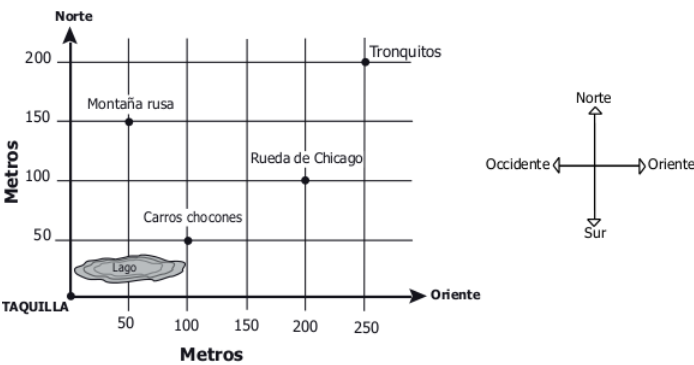 Norte
200
Tronquitos
Montaña rusa
150
Rueda de Chicago
100
Carros chocones
50
Lago
TAQUILLA
Oriente
50 100 150 200 250
Metros
Metros
Norte
Occidente
Oriente
Sur